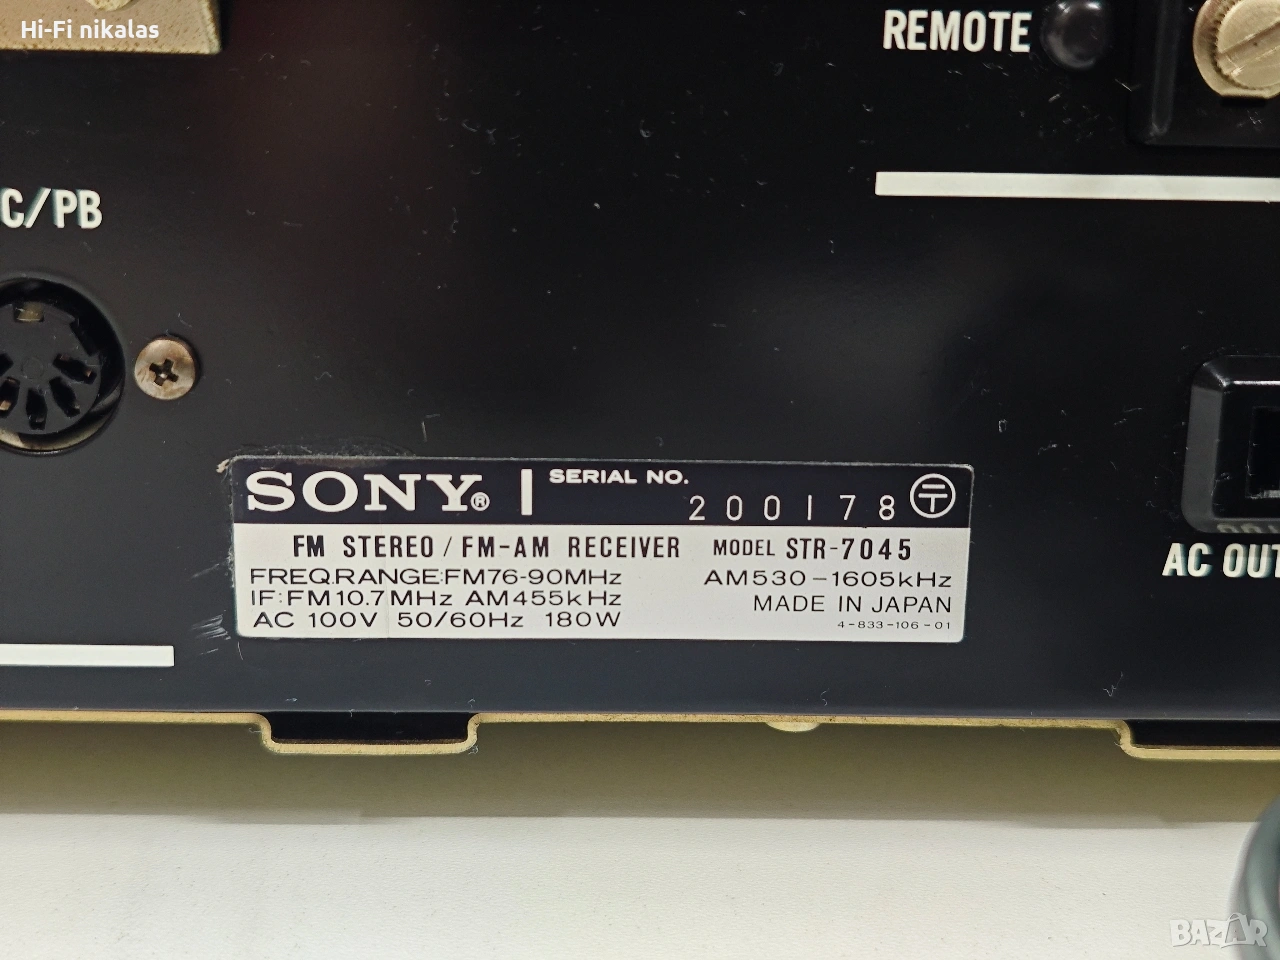 Hi-Fi nikalas
REMOTE
C/PB
SONY® SERIAL NO. 200178
FM STEREO / FM-AM RECEIVER MODEL STR-7045
FREQ.RANGE:FM76-90MHz AM530-1605kHz
IF:FM10.7MHz AM455kHz MADE IN JAPAN
AC 100V 50/60Hz 180W 4-833-106-01
AC OUT
BAZAR